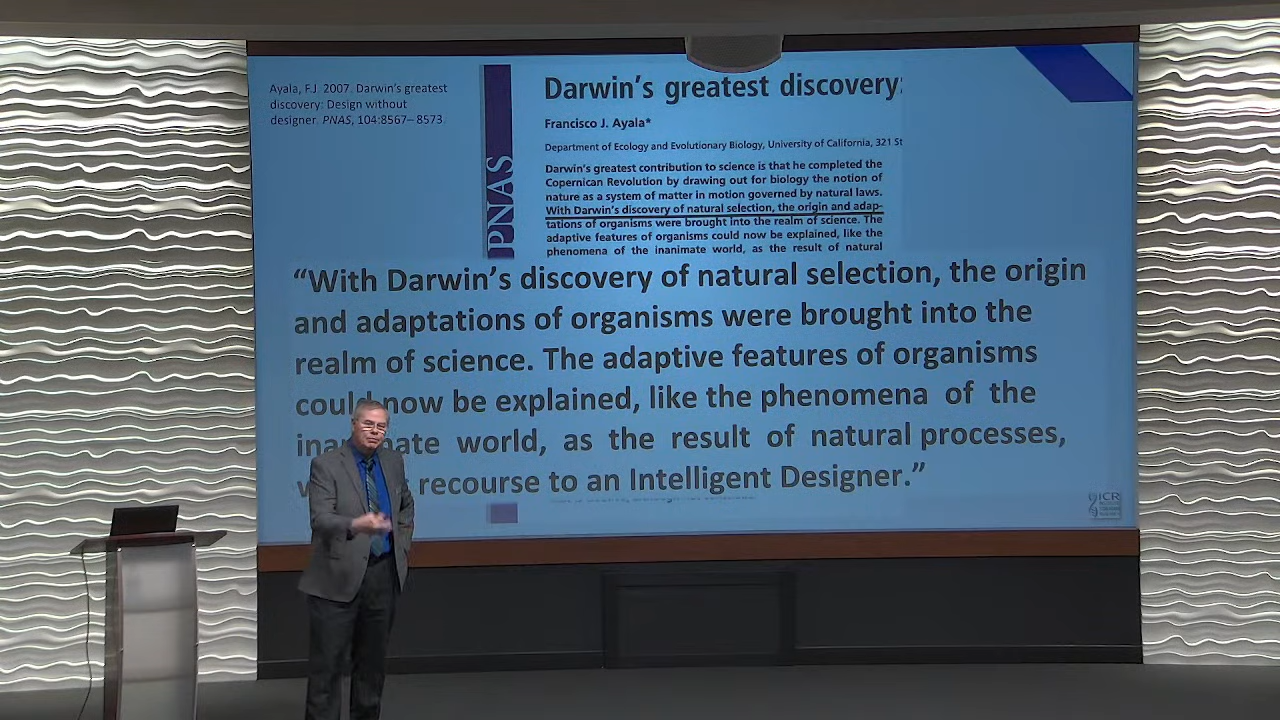 Ayala, F.J. 2007. Darwin's greatest
discovery: Design without
designer. PNAS, 104:8567–8573.
PNAS
Darwin's greatest discovery:
Francisco J. Ayala*
Department of Ecology and Evolutionary Biology, University of California, 321 St
Darwin's greatest contribution to science is that he completed the
Copernican Revolution by drawing out for biology the notion of
nature as a system of matter in motion governed by natural laws.
With Darwin's discovery of natural selection, the origin and adap-
tations of organisms were brought into the realm of science. The
adaptive features of organisms could now be explained, like the
phenomena of the inanimate world, as the result of natural
“With Darwin’s discovery of natural selection, the origin
and adaptations of organisms were brought into the
realm of science. The adaptive features of organisms
could now be explained, like the phenomena of the
world, as the result of natural processes,
recourse to an Intelligent Designer.”
ICR